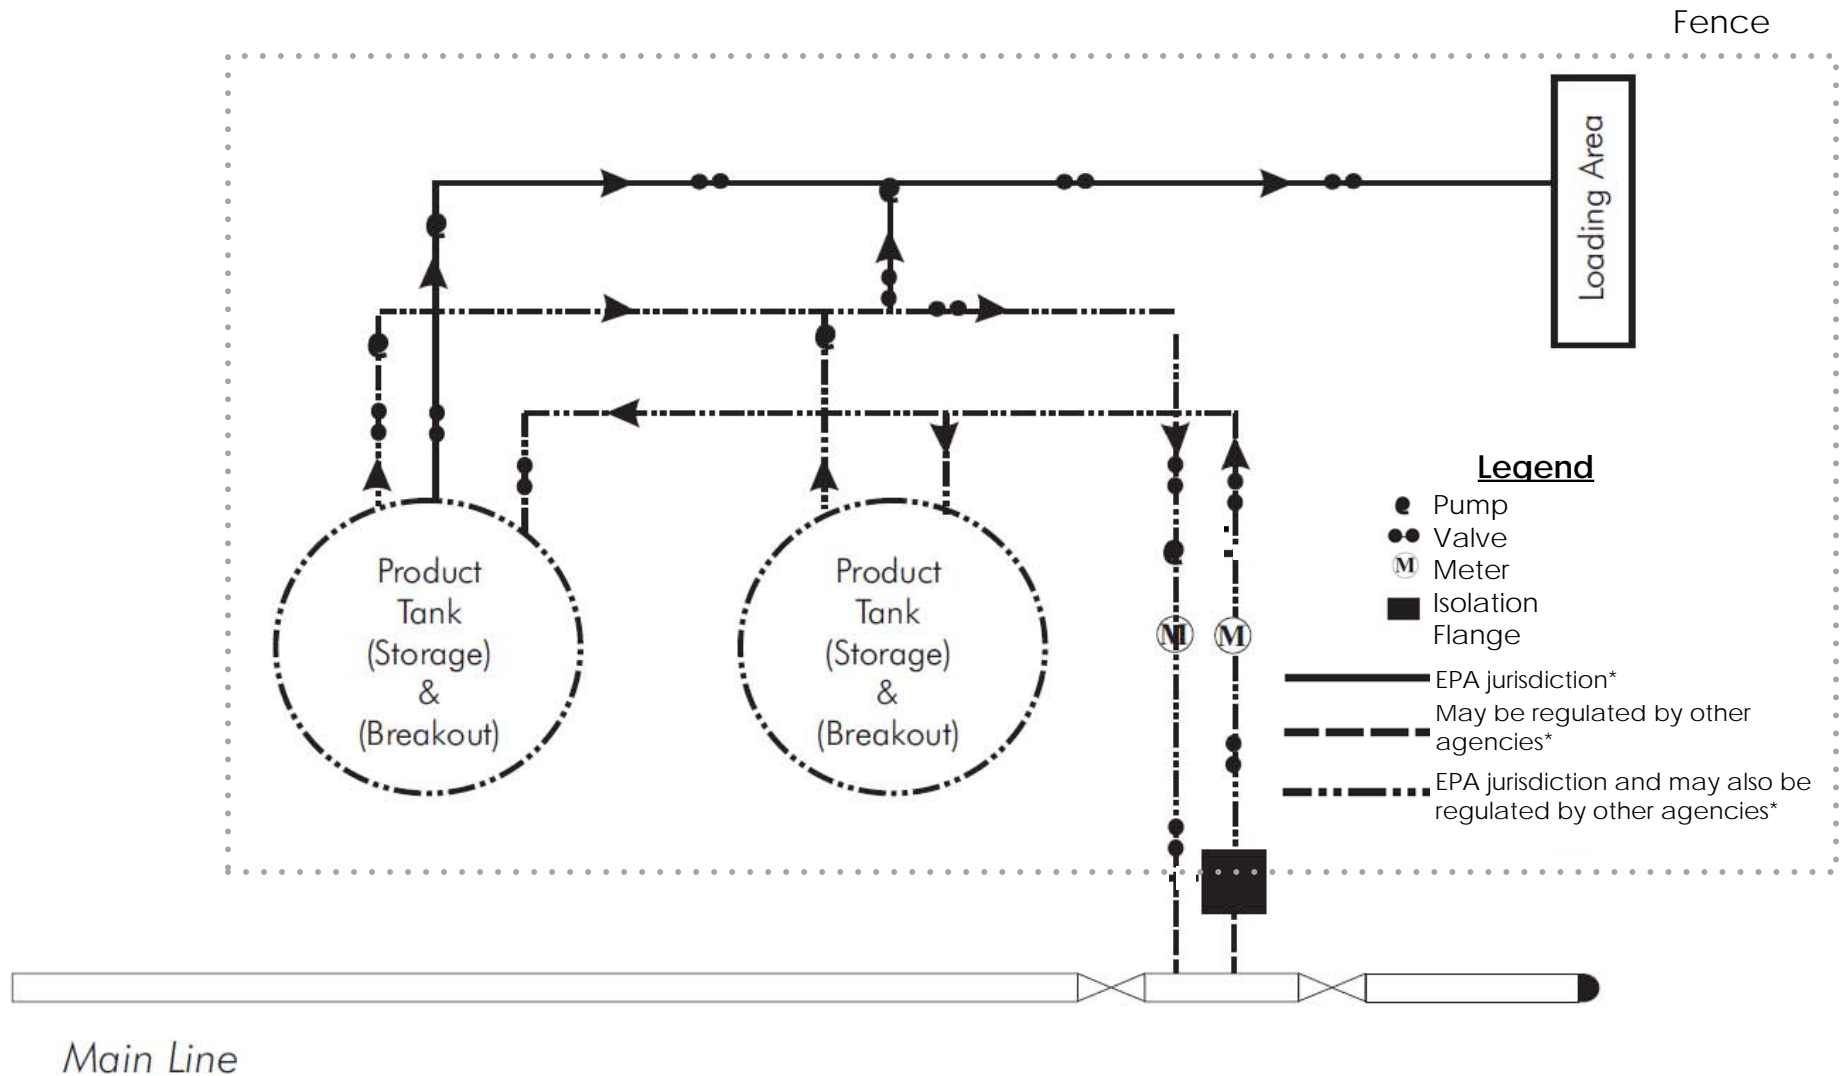 Fence
Loading Area
Product
Tank
(Storage)
&
(Breakout)
Product
Tank
(Storage)
&
(Breakout)
M
M
Legend
Pump
Valve
M
Meter
Isolation
Flange
EPA jurisdiction*
May be regulated by other
agencies*
EPA jurisdiction and may also be
regulated by other agencies*
Main Line